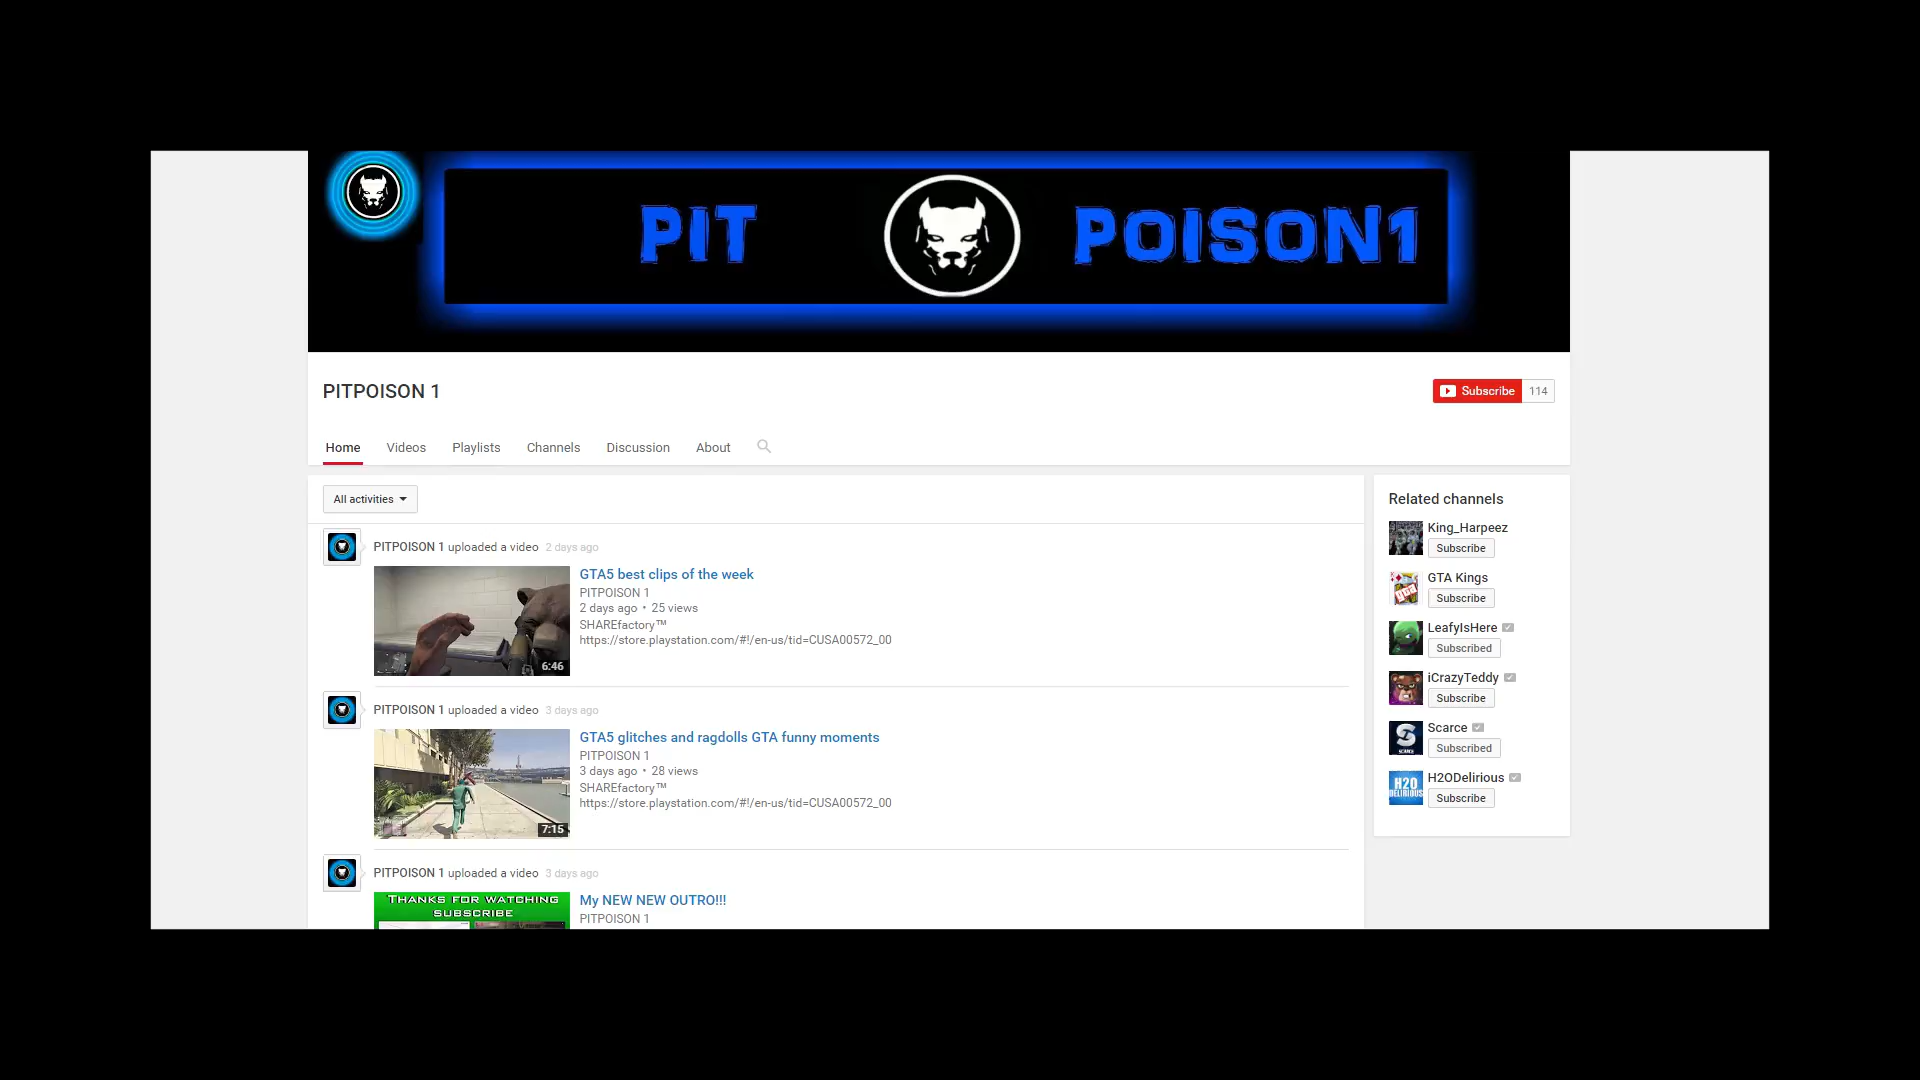 PIT POISON1
PITPOISON 1
Subscribe 114
Home Videos Playlists Channels Discussion About
All activities
PITPOISON 1 uploaded a video 2 days ago
GTA5 best clips of the week
PITPOISON 1
2 days ago • 25 views
SHAREfactory™
https://store.playstation.com/#!/en-us/tid=CUSA00572_00
6:46
PITPOISON 1 uploaded a video 3 days ago
GTA5 glitches and ragdolls GTA funny moments
PITPOISON 1
3 days ago • 28 views
SHAREfactory™
https://store.playstation.com/#!/en-us/tid=CUSA00572_00
7:15
PITPOISON 1 uploaded a video 3 days ago
THANKS FOR WATCHING
SUBSCRIBE
My NEW NEW OUTRO!!!
PITPOISON 1
Related channels
King_Harpeez
Subscribe
GTA Kings
Subscribe
LeafyIsHere
Subscribed
iCrazyTeddy
Subscribe
Scarce
Subscribed
SCARCE
H2ODelirious
Subscribe
H2O
DELIRIOUS